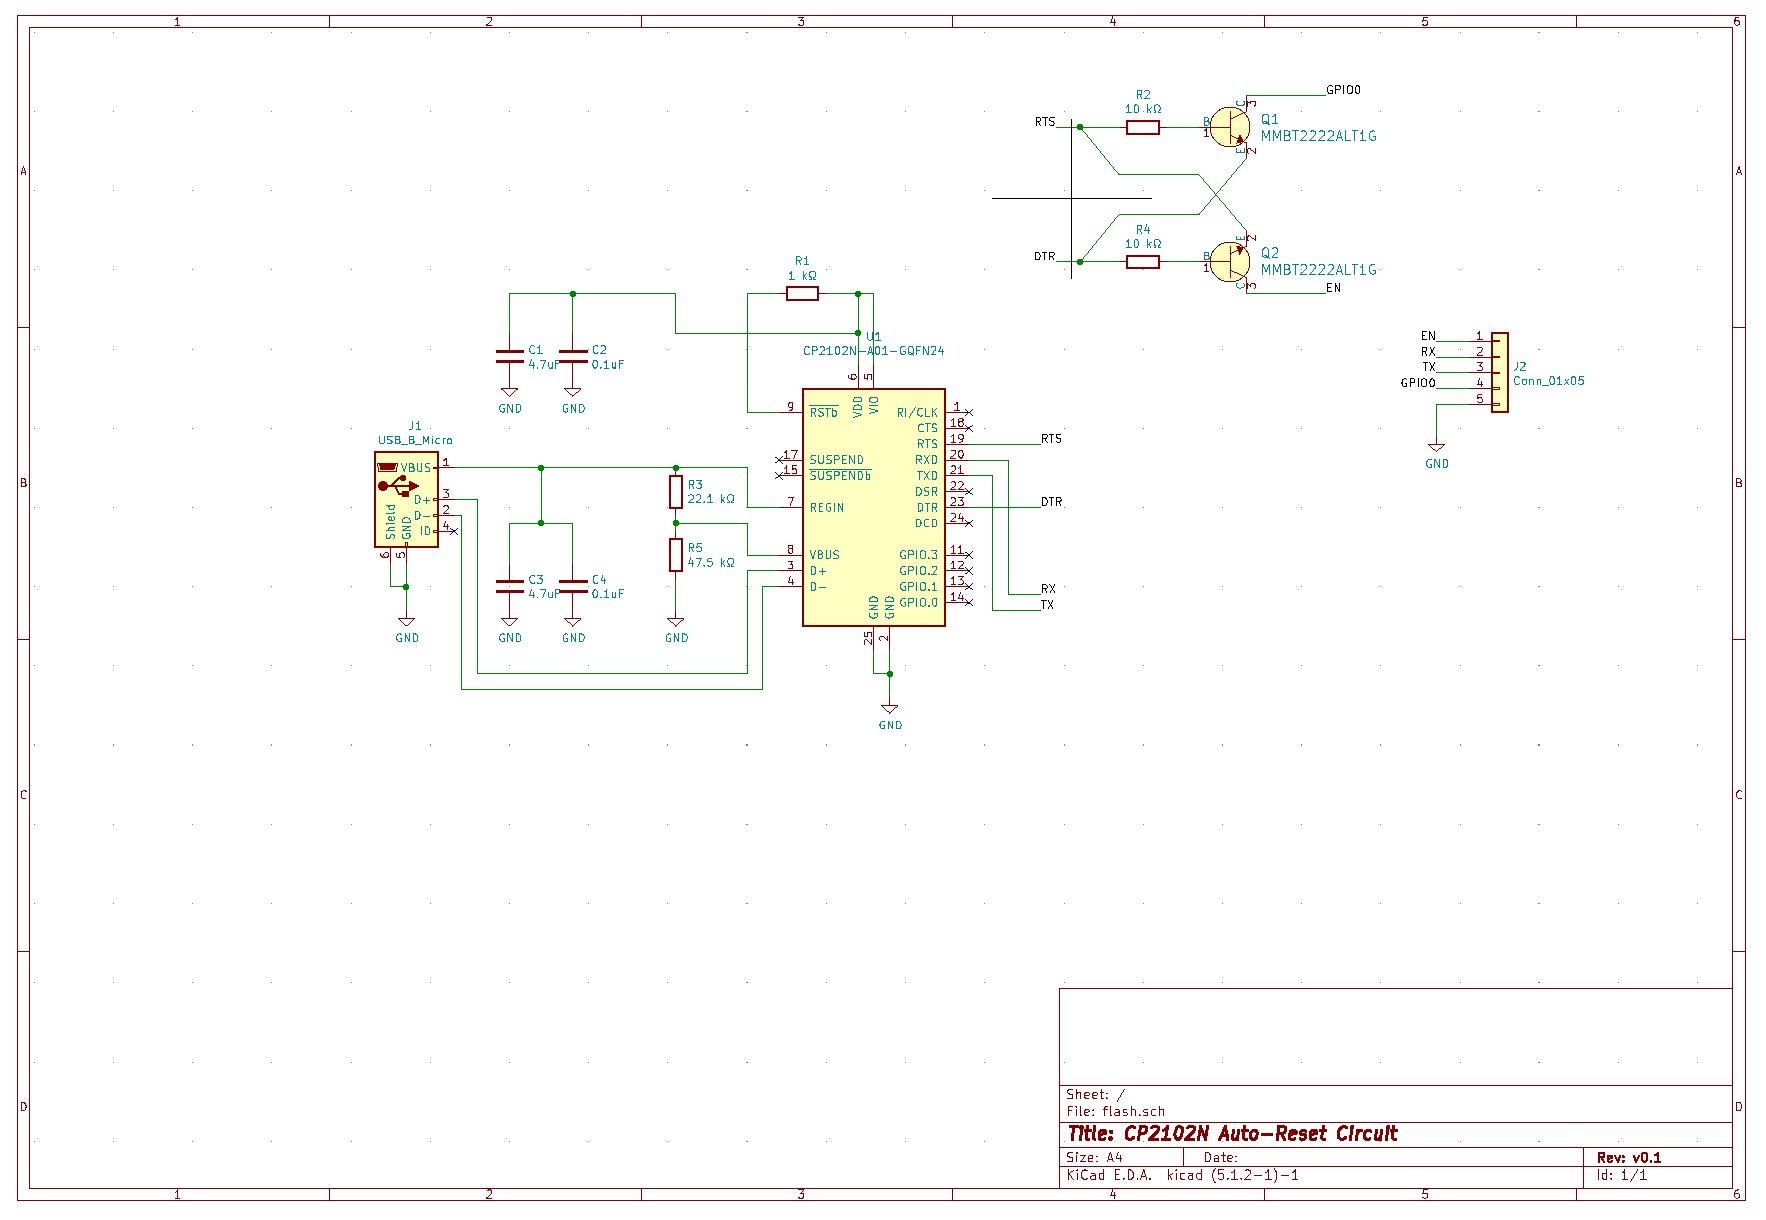 1 2 3 4 5 6
A
B
C
D
A
B
C
D
R2
10 kΩ
RTS
B
1
C
3
GPIO0
Q1
MMBT2222ALT1G
E
2
R4
10 kΩ
DTR
B
1
E
2
Q2
MMBT2222ALT1G
C
3
EN
R1
1 kΩ
C1
4.7uF
GND
C2
0.1uF
GND
U1
CP2102N-A01-GQFN24
6
5
9 RSTb
VDD
VIO
RI/CLK 1
CTS 18
RTS 19 RTS
17 SUSPEND
RXD 20
15 SUSPENDb
TXD 21
DSR 22
7 REGIN
DTR 23 DTR
DCD 24
8 VBUS
GPIO.3 11
3 D+
GPIO.2 12
4 D-
GPIO.1 13
GPIO.0 14
GND
GND
25
2
GND
RX
TX
J1
USB_B_Micro
VBUS 1
D+ 3
D- 2
ID 4
Shield
GND
6
5
GND
C3
4.7uF
GND
C4
0.1uF
GND
R3
22.1 kΩ
R5
47.5 kΩ
GND
EN 1
RX 2
TX 3
GPIO0 4
5
J2
Conn_01x05
GND
Sheet: /
File: flash.sch
Title: CP2102N Auto-Reset Circuit
Size: A4 Date: Rev: v0.1
KiCad E.D.A. kicad (5.1.2-1)-1 Id: 1/1
1 2 3 4 5 6